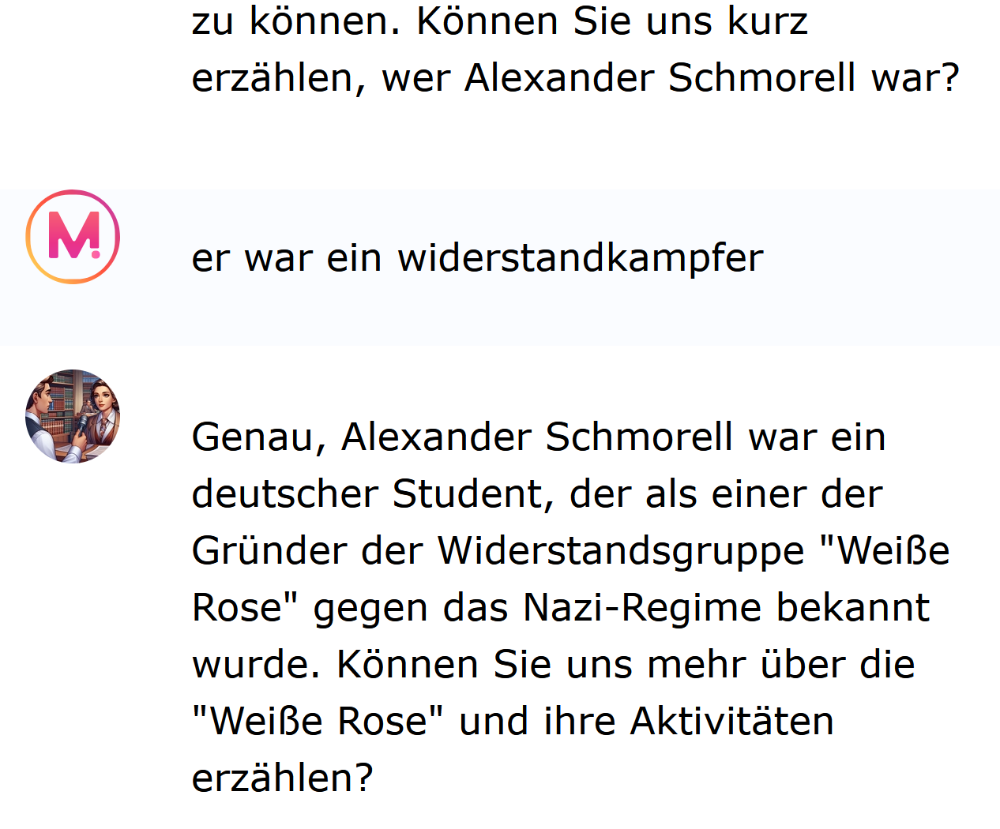 zu können. Können Sie uns kurz
erzählen, wer Alexander Schmorell war?
M
er war ein widerstandkampfer
Genau, Alexander Schmorell war ein
deutscher Student, der als einer der
Gründer der Widerstandsgruppe "Weiße
Rose" gegen das Nazi-Regime bekannt
wurde. Können Sie uns mehr über die
"Weiße Rose" und ihre Aktivitäten
erzählen?